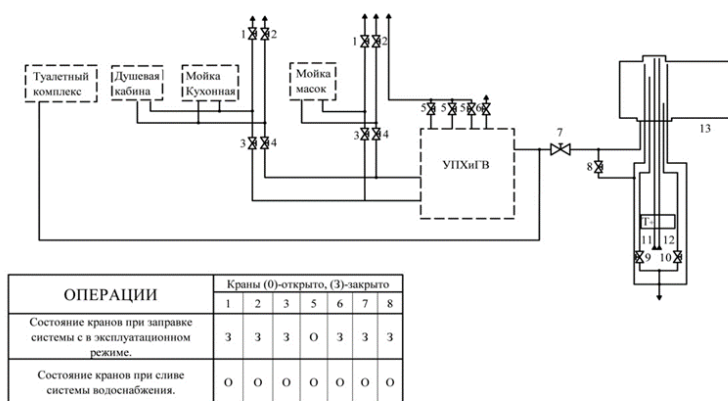 1
2
1
2
Туалетный
комплекс
Душевая
кабина
Мойка
Кухонная
Мойка
масок
5
5
5
6
7
13
3
4
3
4
УПХиГВ
8
Т+
11
12
9
10
ОПЕРАЦИИ
Краны (0)-открыто, (З)-закрыто
1 2 3 5 6 7 8
Состояние кранов при заправке
системы с в эксплуатационном
режиме.
З З З О З З З
Состояние кранов при сливе
системы водоснабжения.
О О О О О О О